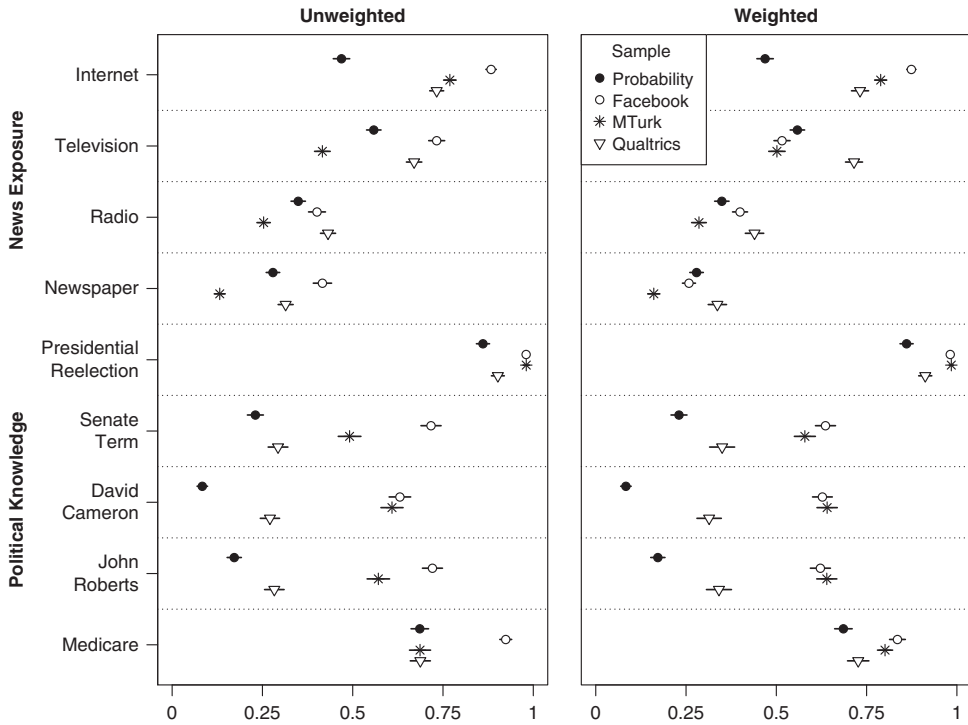 Unweighted
Weighted
News Exposure
Political Knowledge
Internet
Television
Radio
Newspaper
Presidential
Reelection
Senate
Term
David
Cameron
John
Roberts
Medicare
Sample
Probability
Facebook
MTurk
Qualtrics
0 0.25 0.5 0.75 1
0 0.25 0.5 0.75 1